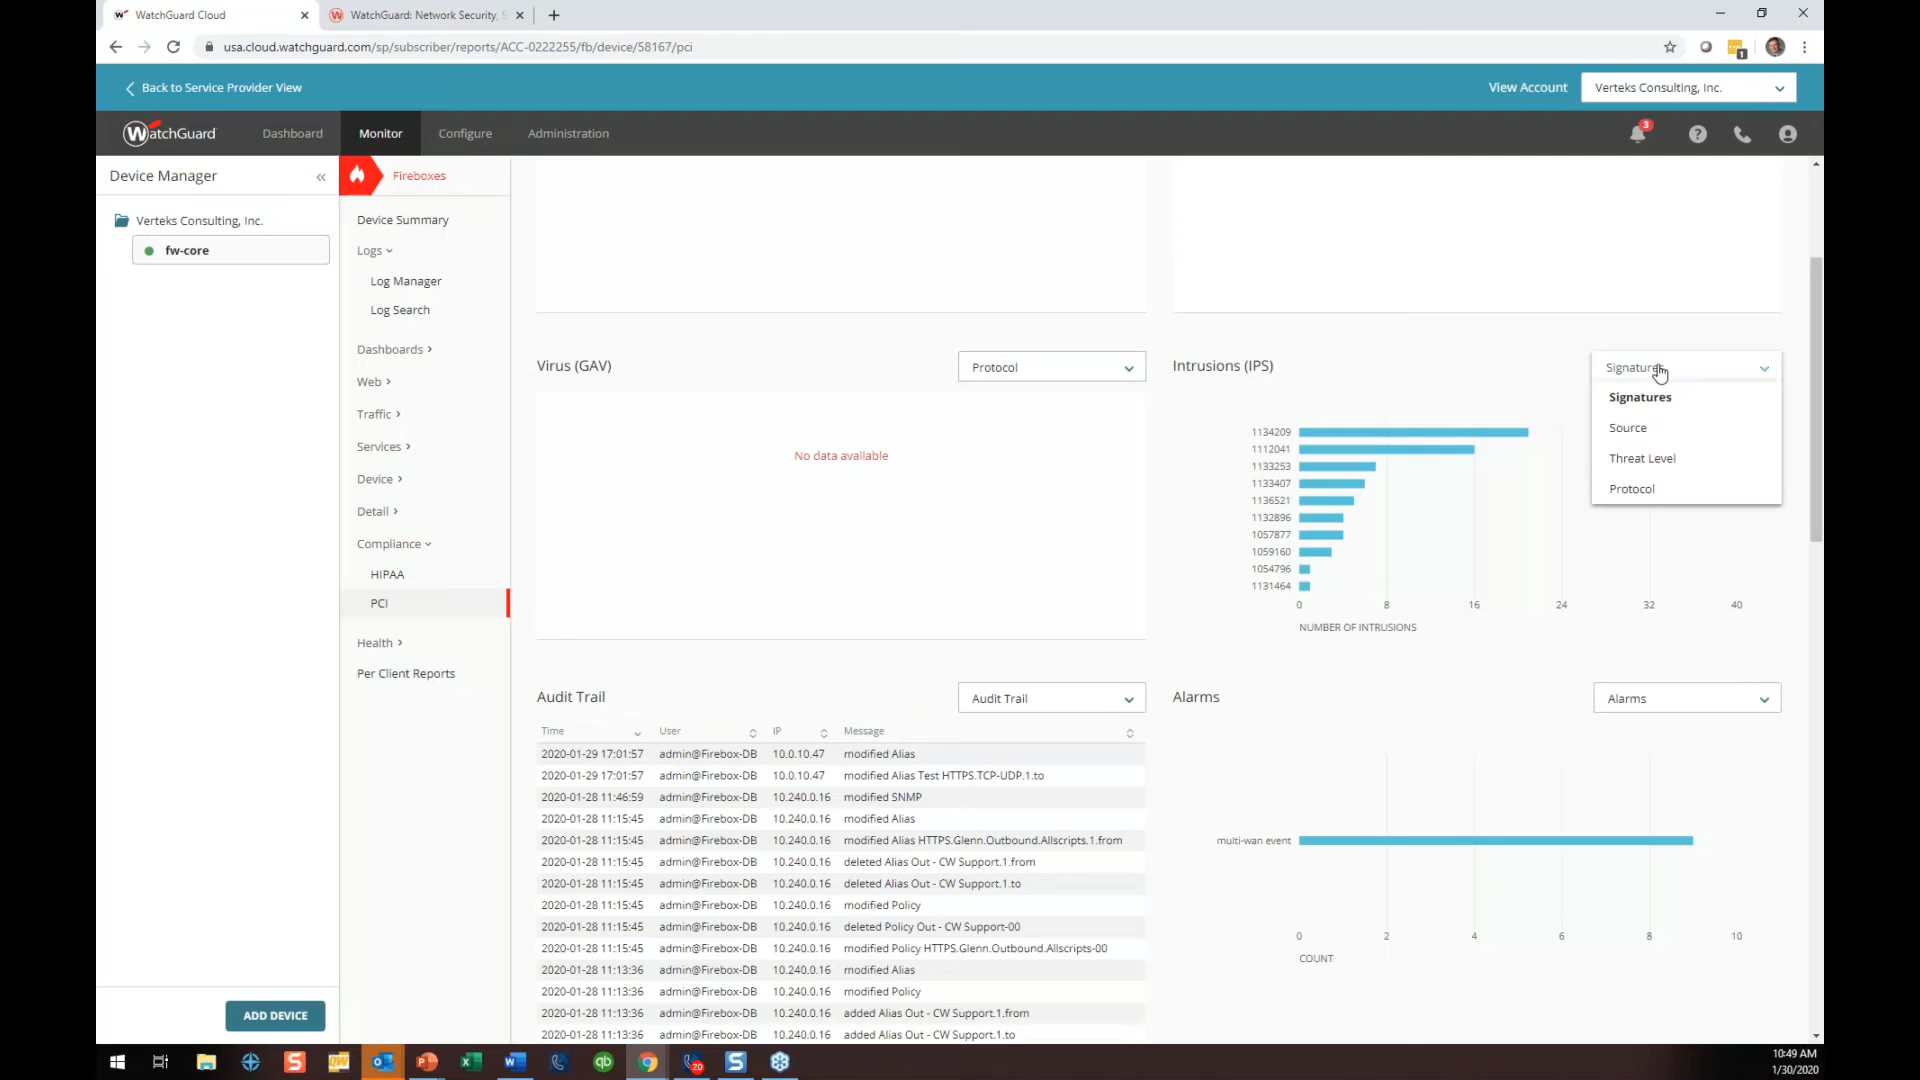 WatchGuard Cloud
WatchGuard: Network Security, S
usa.cloud.watchguard.com/sp/subscriber/reports/ACC-0222255/fb/device/58167/pci
1
Back to Service Provider View
View Account
Verteks Consulting, Inc.
WatchGuard
Dashboard
Monitor
Configure
Administration
3
Device Manager
Verteks Consulting, Inc.
fw-core
ADD DEVICE
Fireboxes
Device Summary
Logs
Log Manager
Log Search
Dashboards
Web
Traffic
Services
Device
Detail
Compliance
HIPAA
PCI
Health
Per Client Reports
Virus (GAV)
Protocol
No data available
Intrusions (IPS)
Signatures
Signatures
Source
Threat Level
Protocol
1134209
1112041
1133253
1133407
1136521
1132896
1057877
1059160
1054796
1131464
0 8 16 24 32 40
NUMBER OF INTRUSIONS
Audit Trail
Audit Trail
Time User IP Message
2020-01-29 17:01:57 admin@Firebox-DB 10.0.10.47 modified Alias
2020-01-29 17:01:57 admin@Firebox-DB 10.0.10.47 modified Alias Test HTTPS.TCP-UDP.1.to
2020-01-28 11:46:59 admin@Firebox-DB 10.240.0.16 modified SNMP
2020-01-28 11:15:45 admin@Firebox-DB 10.240.0.16 modified Alias
2020-01-28 11:15:45 admin@Firebox-DB 10.240.0.16 modified Alias HTTPS.Glenn.Outbound.Allscripts.1.from
2020-01-28 11:15:45 admin@Firebox-DB 10.240.0.16 deleted Alias Out - CW Support.1.from
2020-01-28 11:15:45 admin@Firebox-DB 10.240.0.16 deleted Alias Out - CW Support.1.to
2020-01-28 11:15:45 admin@Firebox-DB 10.240.0.16 modified Policy
2020-01-28 11:15:45 admin@Firebox-DB 10.240.0.16 deleted Policy Out - CW Support-00
2020-01-28 11:15:45 admin@Firebox-DB 10.240.0.16 modified Policy HTTPS.Glenn.Outbound.Allscripts-00
2020-01-28 11:13:36 admin@Firebox-DB 10.240.0.16 modified Alias
2020-01-28 11:13:36 admin@Firebox-DB 10.240.0.16 modified Policy
2020-01-28 11:13:36 admin@Firebox-DB 10.240.0.16 added Alias Out - CW Support.1.from
2020-01-28 11:13:36 admin@Firebox-DB 10.240.0.16 added Alias Out - CW Support.1.to
Alarms
Alarms
multi-wan event
0 2 4 6 8 10
COUNT
20
10:49 AM
1/30/2020